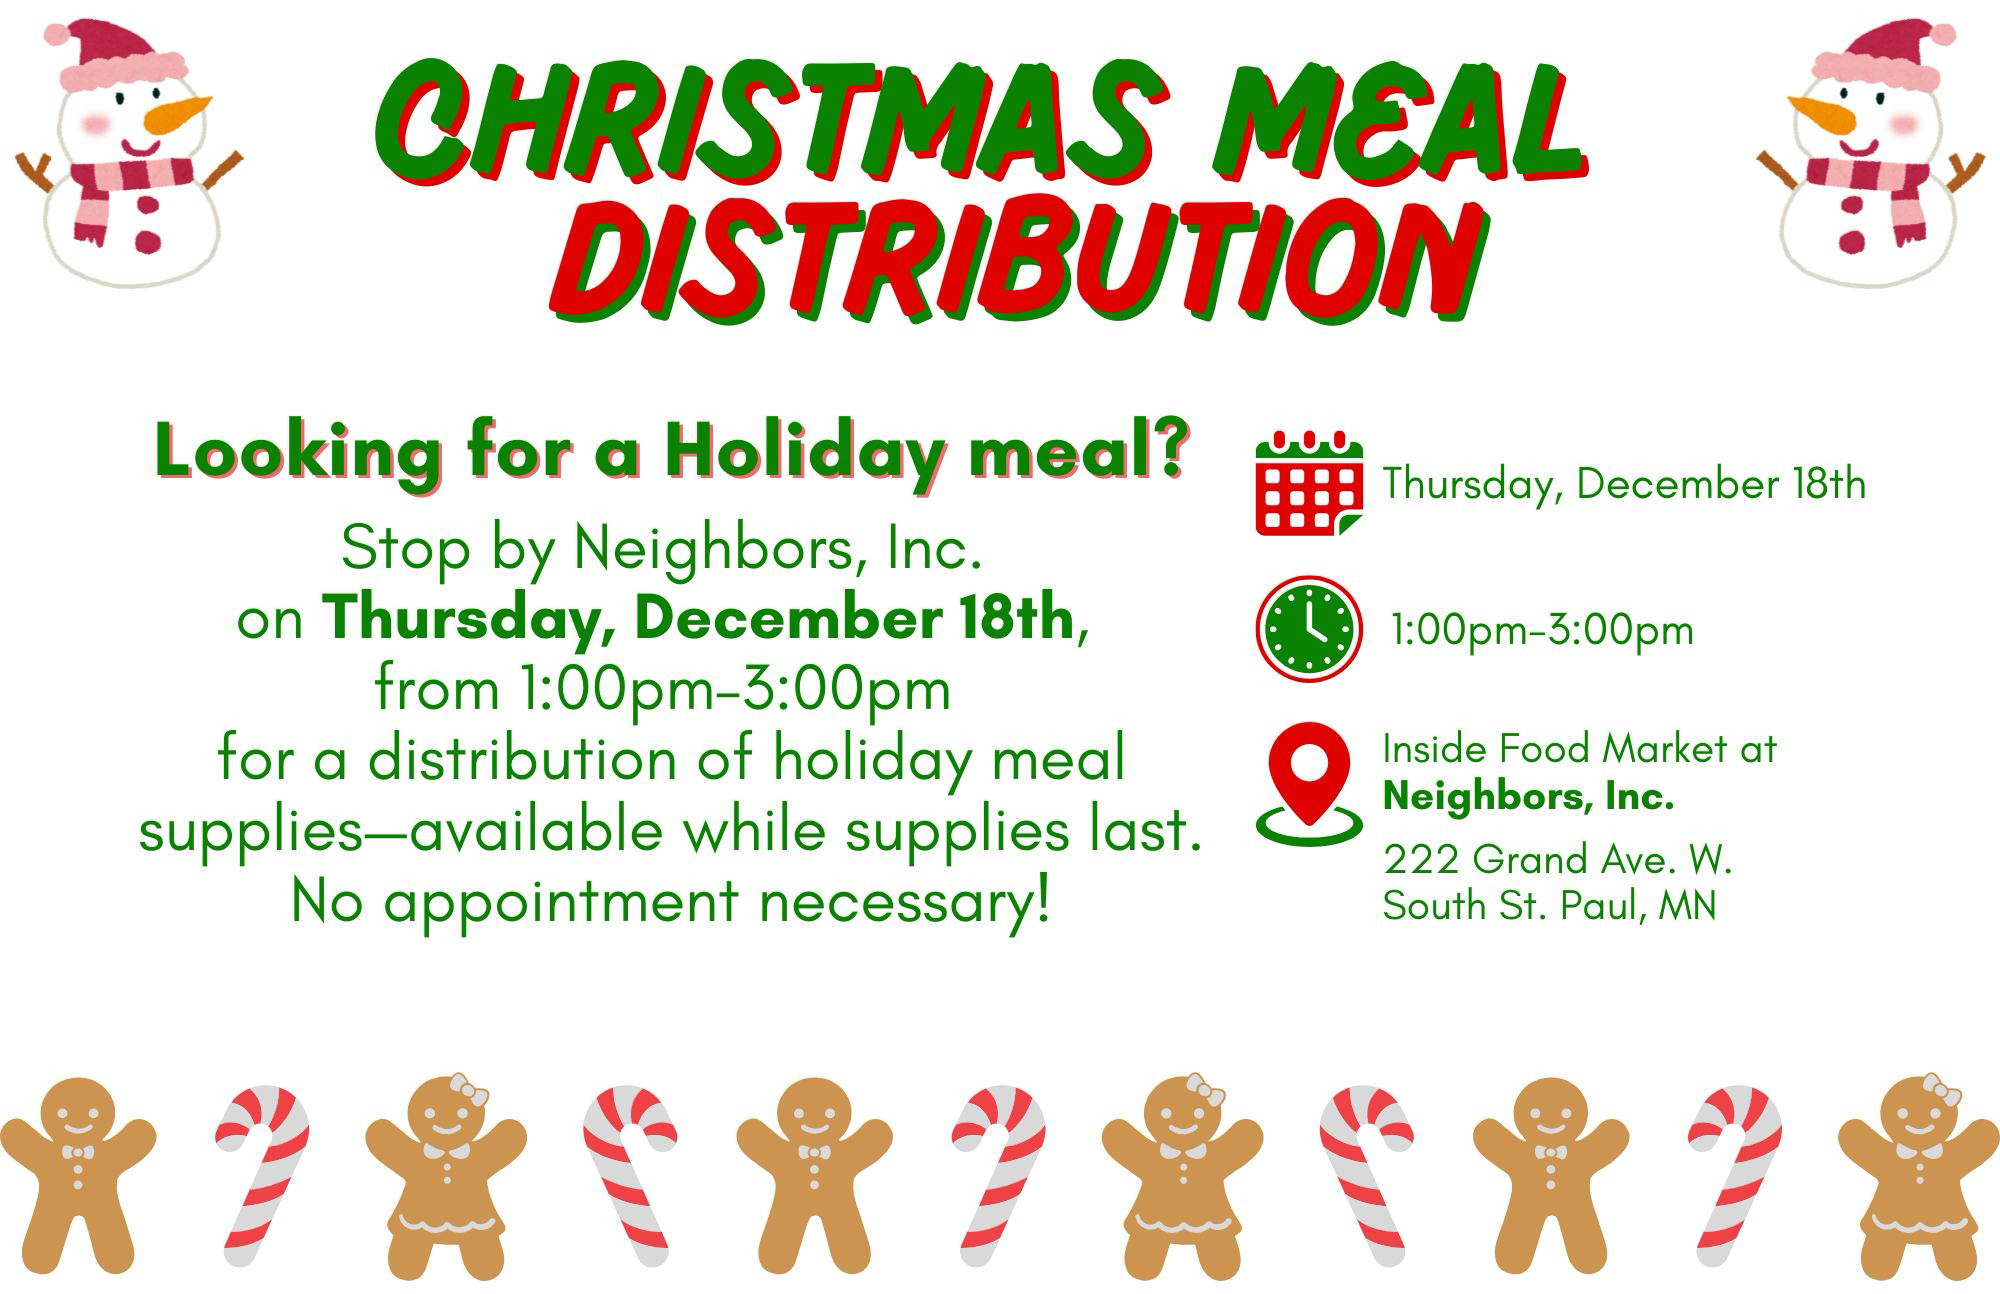 CHRISTMAS MEAL
DISTRIBUTION
Looking for a Holiday meal?
Stop by Neighbors, Inc.
on Thursday, December 18th,
from 1:00pm-3:00pm
for a distribution of holiday meal
supplies—available while supplies last.
No appointment necessary!
Thursday, December 18th
1:00pm-3:00pm
Inside Food Market at
Neighbors, Inc.
222 Grand Ave. W.
South St. Paul, MN